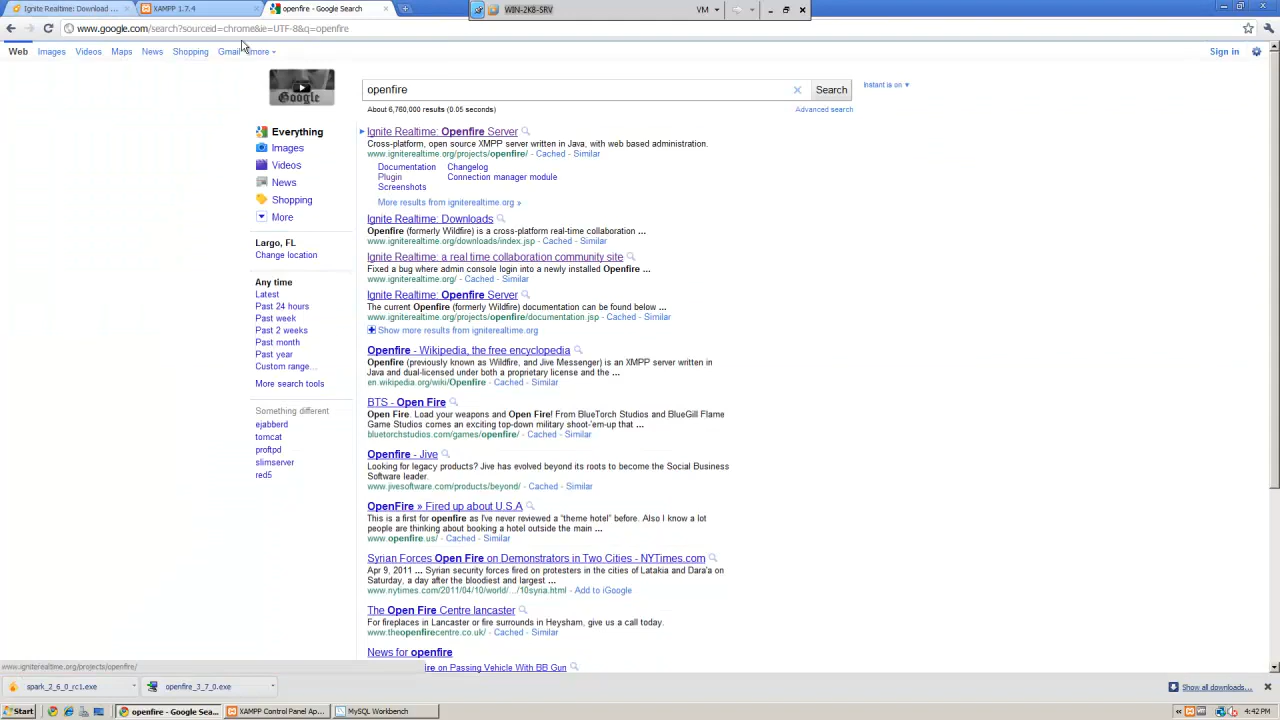 Ignite Realtime: Download ...
XAMPP 1.7.4
openfire - Google Search
WIN-2K8-SRV
VM
www.google.com/search?sourceid=chrome&ie=UTF-8&q=openfire
Web Images Videos Maps News Shopping Gmail more
Sign in
Google
openfire
Search
Instant is on ▼
About 6,760,000 results (0.05 seconds)
Advanced search
Everything
Images
Videos
News
Shopping
More
Largo, FL
Change location
Any time
Latest
Past 24 hours
Past week
Past 2 weeks
Past month
Past year
Custom range...
More search tools
Something different
ejabberd
tomcat
proftpd
slimserver
red5
Ignite Realtime: Openfire Server
Cross-platform, open source XMPP server written in Java, with web based administration.
www.igniterealtime.org/projects/openfire/ - Cached - Similar
Documentation Changelog
Plugin Connection manager module
Screenshots
More results from igniterealtime.org »
Ignite Realtime: Downloads
Openfire (formerly Wildfire) is a cross-platform real-time collaboration ...
www.igniterealtime.org/downloads/index.jsp - Cached - Similar
Ignite Realtime: a real time collaboration community site
Fixed a bug where admin console login into a newly installed Openfire ...
www.igniterealtime.org/ - Cached - Similar
Ignite Realtime: Openfire Server
The current Openfire (formerly Wildfire) documentation can be found below ...
www.igniterealtime.org/projects/openfire/documentation.jsp - Cached - Similar
Show more results from igniterealtime.org
Openfire - Wikipedia, the free encyclopedia
Openfire (previously known as Wildfire, and Jive Messenger) is an XMPP server written in
Java and dual-licensed under both a proprietary license and the ...
en.wikipedia.org/wiki/Openfire - Cached - Similar
BTS - Open Fire
Open Fire. Load your weapons and Open Fire! From BlueTorch Studios and BlueGill Flame
Game Studios comes an exciting top-down military shoot-'em-up that ...
bluetorchstudios.com/games/openfire/ - Cached - Similar
Openfire - Jive
Looking for legacy products? Jive has evolved beyond its roots to become the Social Business
Software leader.
www.jivesoftware.com/products/beyond/ - Cached - Similar
OpenFire » Fired up about U.S.A
This is a first for openfire as I've never reviewed a "theme hotel" before. Also I know a lot
people are thinking about booking a hotel outside the main ...
www.openfire.us/ - Cached - Similar
Syrian Forces Open Fire on Demonstrators in Two Cities - NYTimes.com
Apr 9, 2011 ... Syrian security forces fired on protesters in the cities of Latakia and Dara'a on
Saturday, a day after the bloodiest and largest ...
www.nytimes.com/2011/04/10/world/.../10syria.html - Add to iGoogle
The Open Fire Centre lancaster
For fireplaces in Lancaster or fire surrounds in Heysham, give us a call today.
www.theopenfirecentre.co.uk/ - Cached - Similar
News for openfire
ire on Passing Vehicle With BB Gun
www.igniterealtime.org/projects/openfire/
spark_2_6_0_rc1.exe
openfire_3_7_0.exe
Show all downloads...
Start
openfire - Google Sea...
XAMPP Control Panel Ap...
MySQL Workbench
4:42 PM